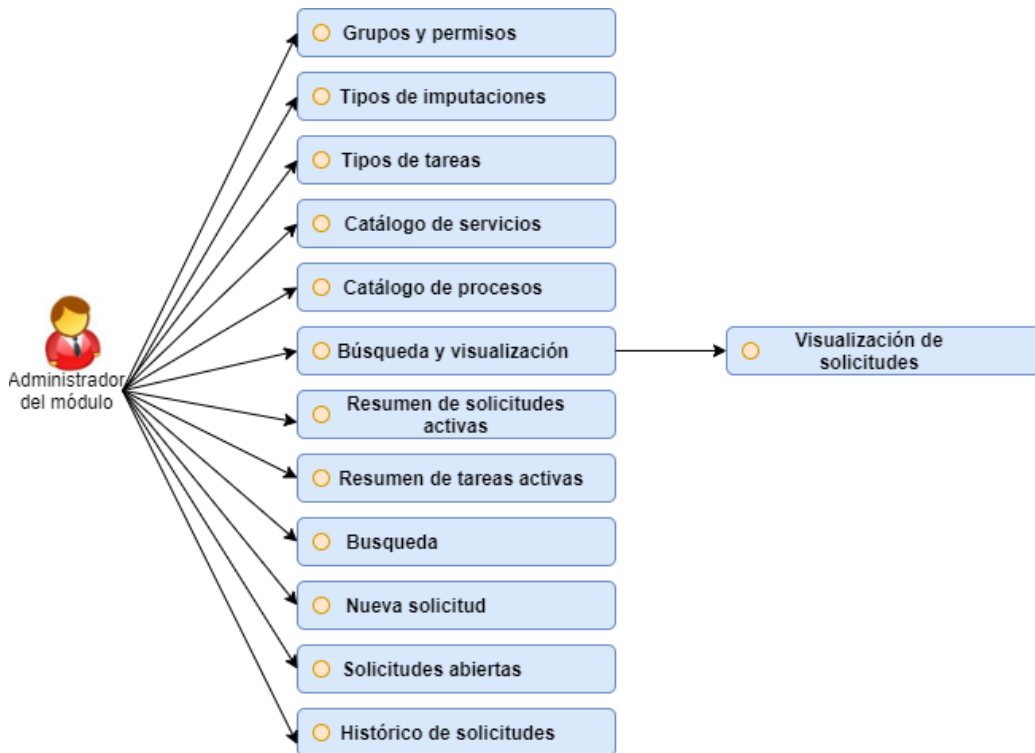 Grupos y permisos
Tipos de imputaciones
Tipos de tareas
Catálogo de servicios
Catálogo de procesos
Administrador
del módulo
Búsqueda y visualización
Visualización de
solicitudes
Resumen de solicitudes
activas
Resumen de tareas activas
Busqueda
Nueva solicitud
Solicitudes abiertas
Histórico de solicitudes